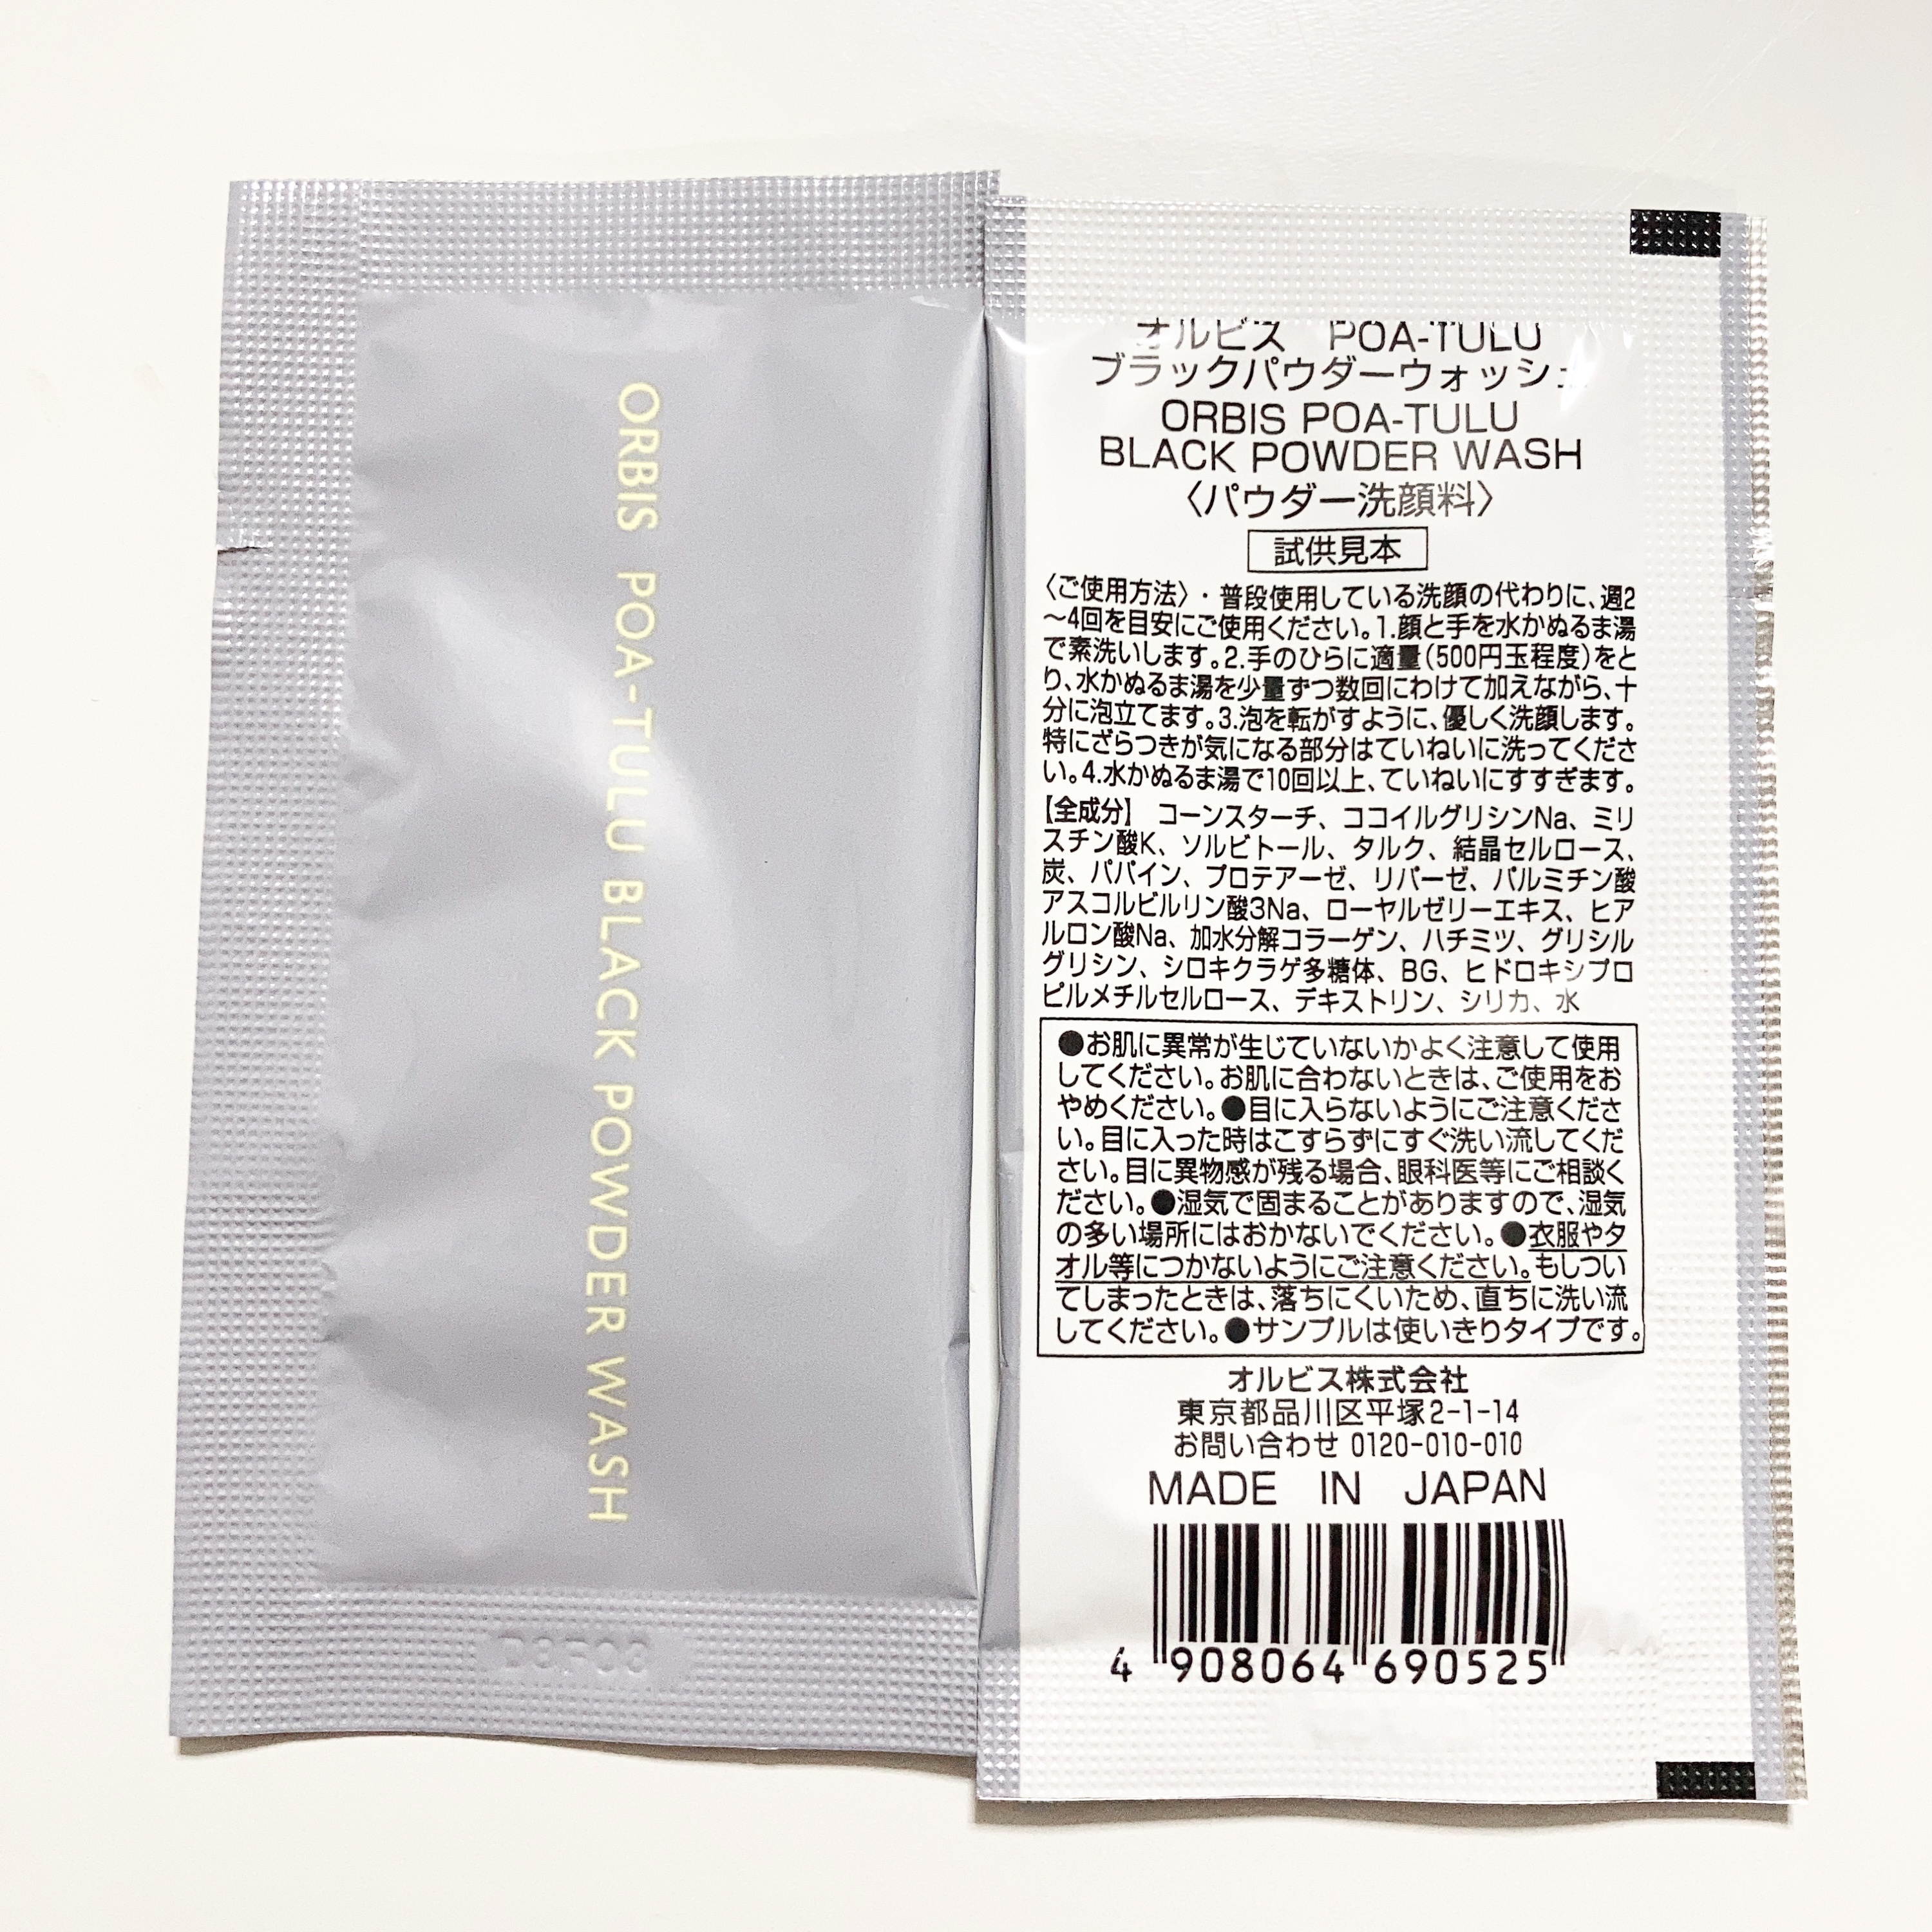 ORBIS POA-TULU BLACK POWDER WASH
オルビス POA-TULU
ブラックパウダーウォッシュ
ORBIS POA-TULU
BLACK POWDER WASH
〈パウダー洗顔料〉
試供見本
〈ご使用方法〉・普段使用している洗顔の代わりに、週2
～4回を目安にご使用ください。1.顔と手を水かぬるま湯
で素洗いします。2.手のひらに適量(500円玉程度)をと
り、水かぬるま湯を少量ずつ数回にわけて加えながら、十
分に泡立てます。3.泡を転がすように、優しく洗顔します。
特にざらつきが気になる部分はていねいに洗ってくださ
い。4.水かぬるま湯で10回以上、ていねいにすすぎます。
【全成分】 コーンスターチ、ココイルグリシンNa、ミリ
スチン酸K、ソルビトール、タルク、結晶セルロース、
炭、パパイン、プロテアーゼ、リパーゼ、パルミチン酸
アスコルビルリン酸3Na、ローヤルゼリーエキス、ヒア
ルロン酸Na、加水分解コラーゲン、ハチミツ、グリシル
グリシン、シロキクラゲ多糖体、BG、ヒドロキシプロ
ピルメチルセルロース、デキストリン、シリカ、水
●お肌に異常が生じていないかよく注意して使用
してください。お肌に合わないときは、ご使用をお
やめください。●目に入らないようにご注意くださ
い。目に入った時はこすらずにすぐ洗い流してくだ
さい。目に異物感が残る場合、眼科医等にご相談く
ださい。●湿気で固まることがありますので、湿気
の多い場所にはおかないでください。●衣服やタ
オル等につかないようにご注意ください。もしつい
てしまったときは、落ちにくいため、直ちに洗い流
してください。●サンプルは使いきりタイプです。
オルビス株式会社
東京都品川区平塚2-1-14
お問い合わせ 0120-010-010
MADE IN JAPAN
4 908064 690525